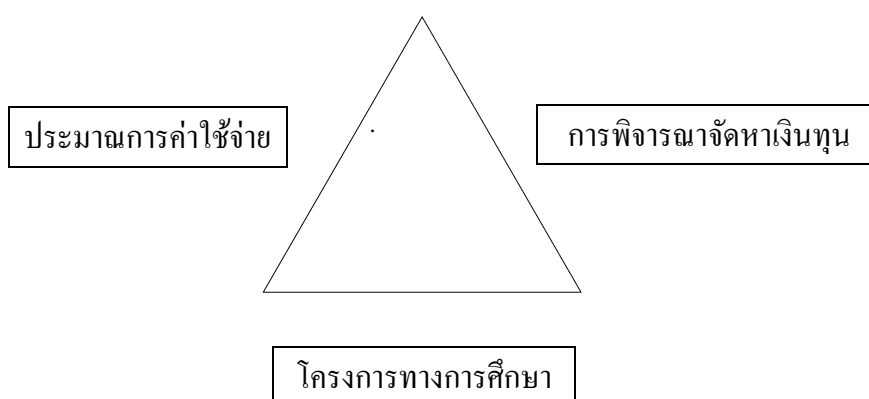 ประมาณการค่าใช้จ่าย
การพิจารณาจัดหาเงินทุน
โครงการทางการศึกษา